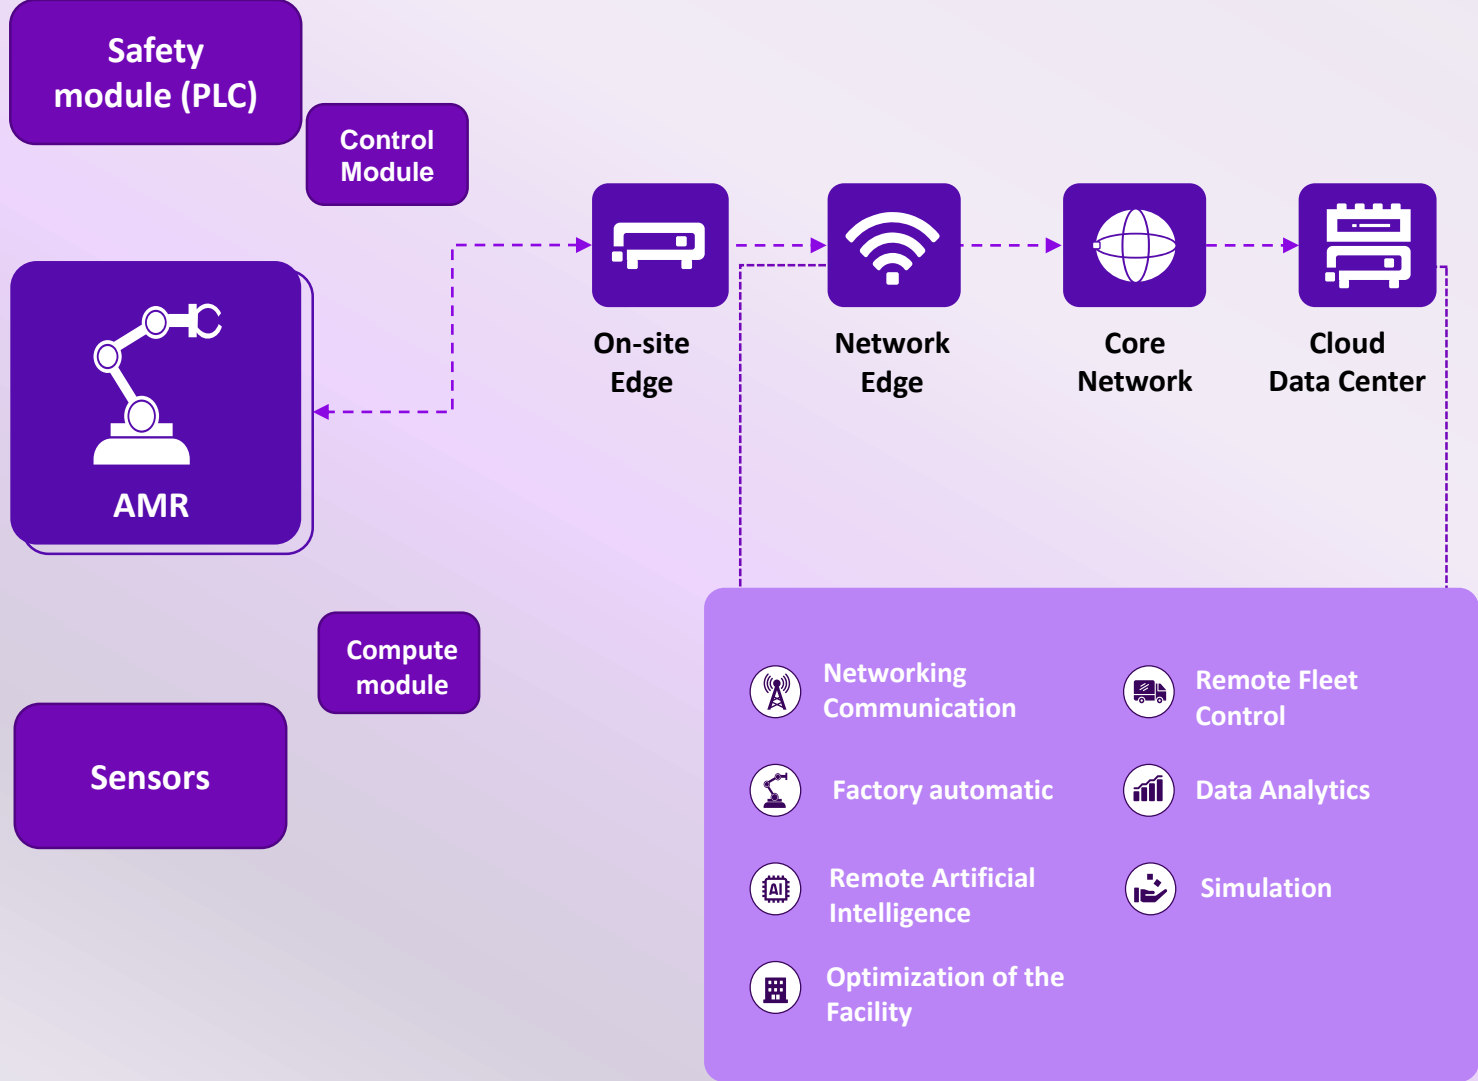 Safety
module (PLC)
Control
Module
AMR
Compute
module
Sensors
On-site
Edge
Network
Edge
Core
Network
Cloud
Data Center
Networking
Communication
Factory automatic
AI
Remote Artificial
Intelligence
Optimization of the
Facility
Remote Fleet
Control
Data Analytics
Simulation